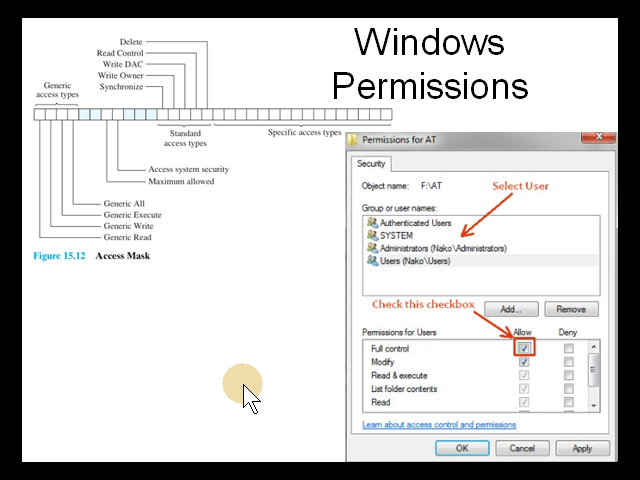 Windows
Permissions
Delete
Read Control
Write DAC
Write Owner
Synchronize
Generic
access types
Standard
access types
Specific access types
Access system security
Maximum allowed
Generic All
Generic Execute
Generic Write
Generic Read
Figure 15.12 Access Mask
Permissions for AT
Security
Object name: F:\AT
Select User
Group or user names:
Authenticated Users
SYSTEM
Administrators (Nako\Administrators)
Users (Nako\Users)
Check this checkbox
Add...
Remove
Permissions for Users Allow Deny
Full control
Modify
Read & execute
List folder contents
Read
Learn about access control and permissions
OK
Cancel
Apply